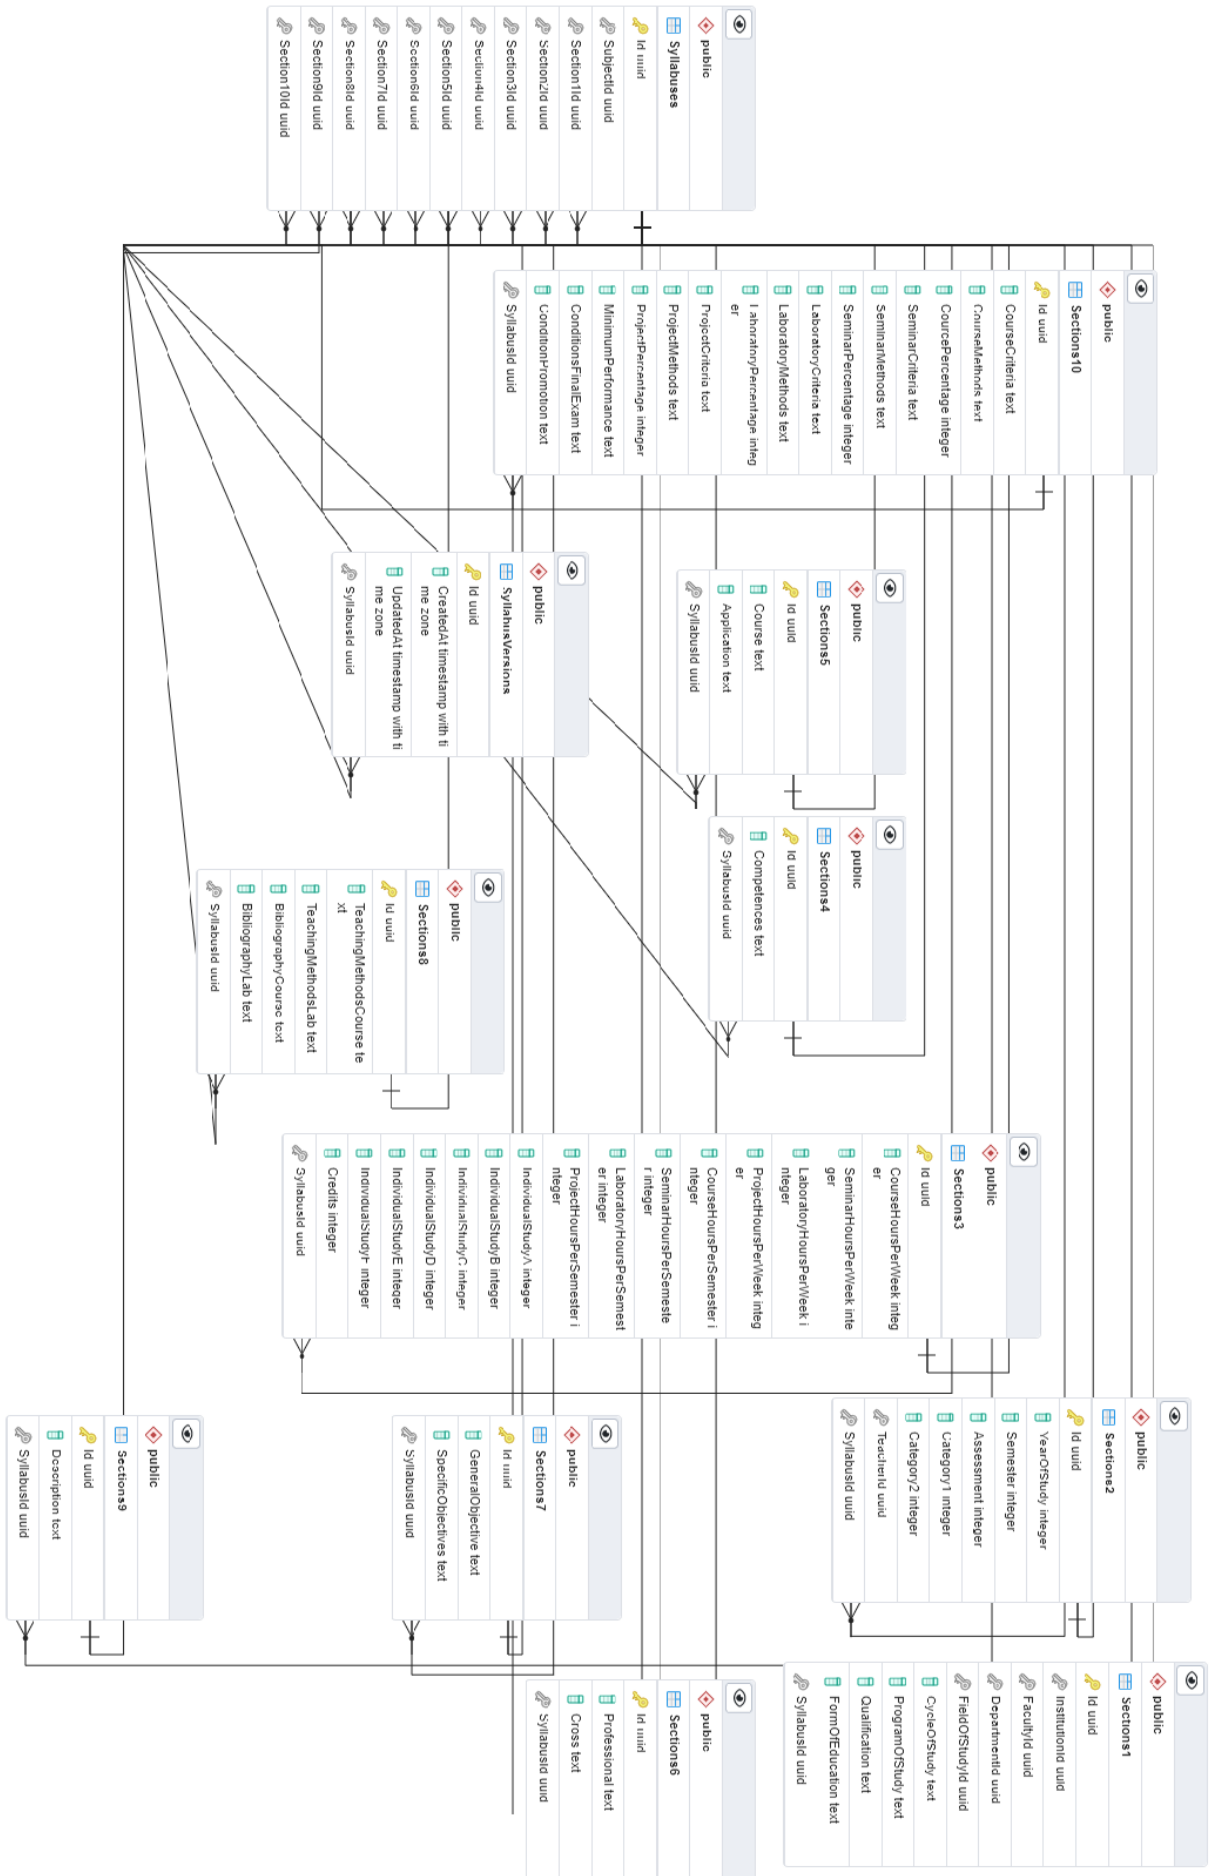 public
Syllabuses
Id uuid
SubjectId uuid
Section1Id uuid
Section2Id uuid
Section3Id uuid
Section4Id uuid
Section5Id uuid
Section6Id uuid
Section7Id uuid
Section8Id uuid
Section9Id uuid
Section10Id uuid
public
Sections10
Id uuid
CourseCriteria text
CourseMethods text
CourcePercentage integer
SeminarCriteria text
SeminarMethods text
SeminarPercentage integer
LaboratoryCriteria text
LaboratoryMethods text
LaboratoryPercentage integ
er
ProjectCriteria text
ProjectMethods text
ProjectPercentage integer
MinimumPerformance text
ConditionsFinalExam text
ConditionPromotion text
SyllabusId uuid
public
SyllabusVersions
Id uuid
CreatedAt timestamp with ti
me zone
UpdatedAt timestamp with ti
me zone
SyllabusId uuid
public
Sections5
Id uuid
Course text
Application text
SyllabusId uuid
public
Sections4
Id uuid
Competences text
SyllabusId uuid
public
Sections8
Id uuid
TeachingMethodsCourse te
xt
TeachingMethodsLab text
BibliographyCourse text
BibliographyLab text
SyllabusId uuid
public
Sections3
Id uuid
CourseHoursPerWeek integ
er
SeminarHoursPerWeek inte
ger
LaboratoryHoursPerWeek i
nteger
ProjectHoursPerWeek integ
er
CourseHoursPerSemester i
nteger
SeminarHoursPerSemeste
r integer
LaboratoryHoursPerSemest
er integer
ProjectHoursPerSemester i
nteger
IndividualStudyA integer
IndividualStudyB integer
IndividualStudyC integer
IndividualStudyD integer
IndividualStudyE integer
IndividualStudyF integer
Credits integer
SyllabusId uuid
public
Sections2
Id uuid
YearOfStudy integer
Semester integer
Assessment integer
Category1 integer
Category2 integer
TeacherId uuid
SyllabusId uuid
public
Sections7
Id uuid
GeneralObjective text
SpecificObjectives text
SyllabusId uuid
public
Sections9
Id uuid
Description text
SyllabusId uuid
public
Sections1
Id uuid
InstitutionId uuid
FacultyId uuid
DepartmentId uuid
FieldOfStudyId uuid
CycleOfStudy text
ProgramOfStudy text
Qualification text
FormOfEducation text
SyllabusId uuid
public
Sections6
Id uuid
Professional text
Cross text
SyllabusId uuid